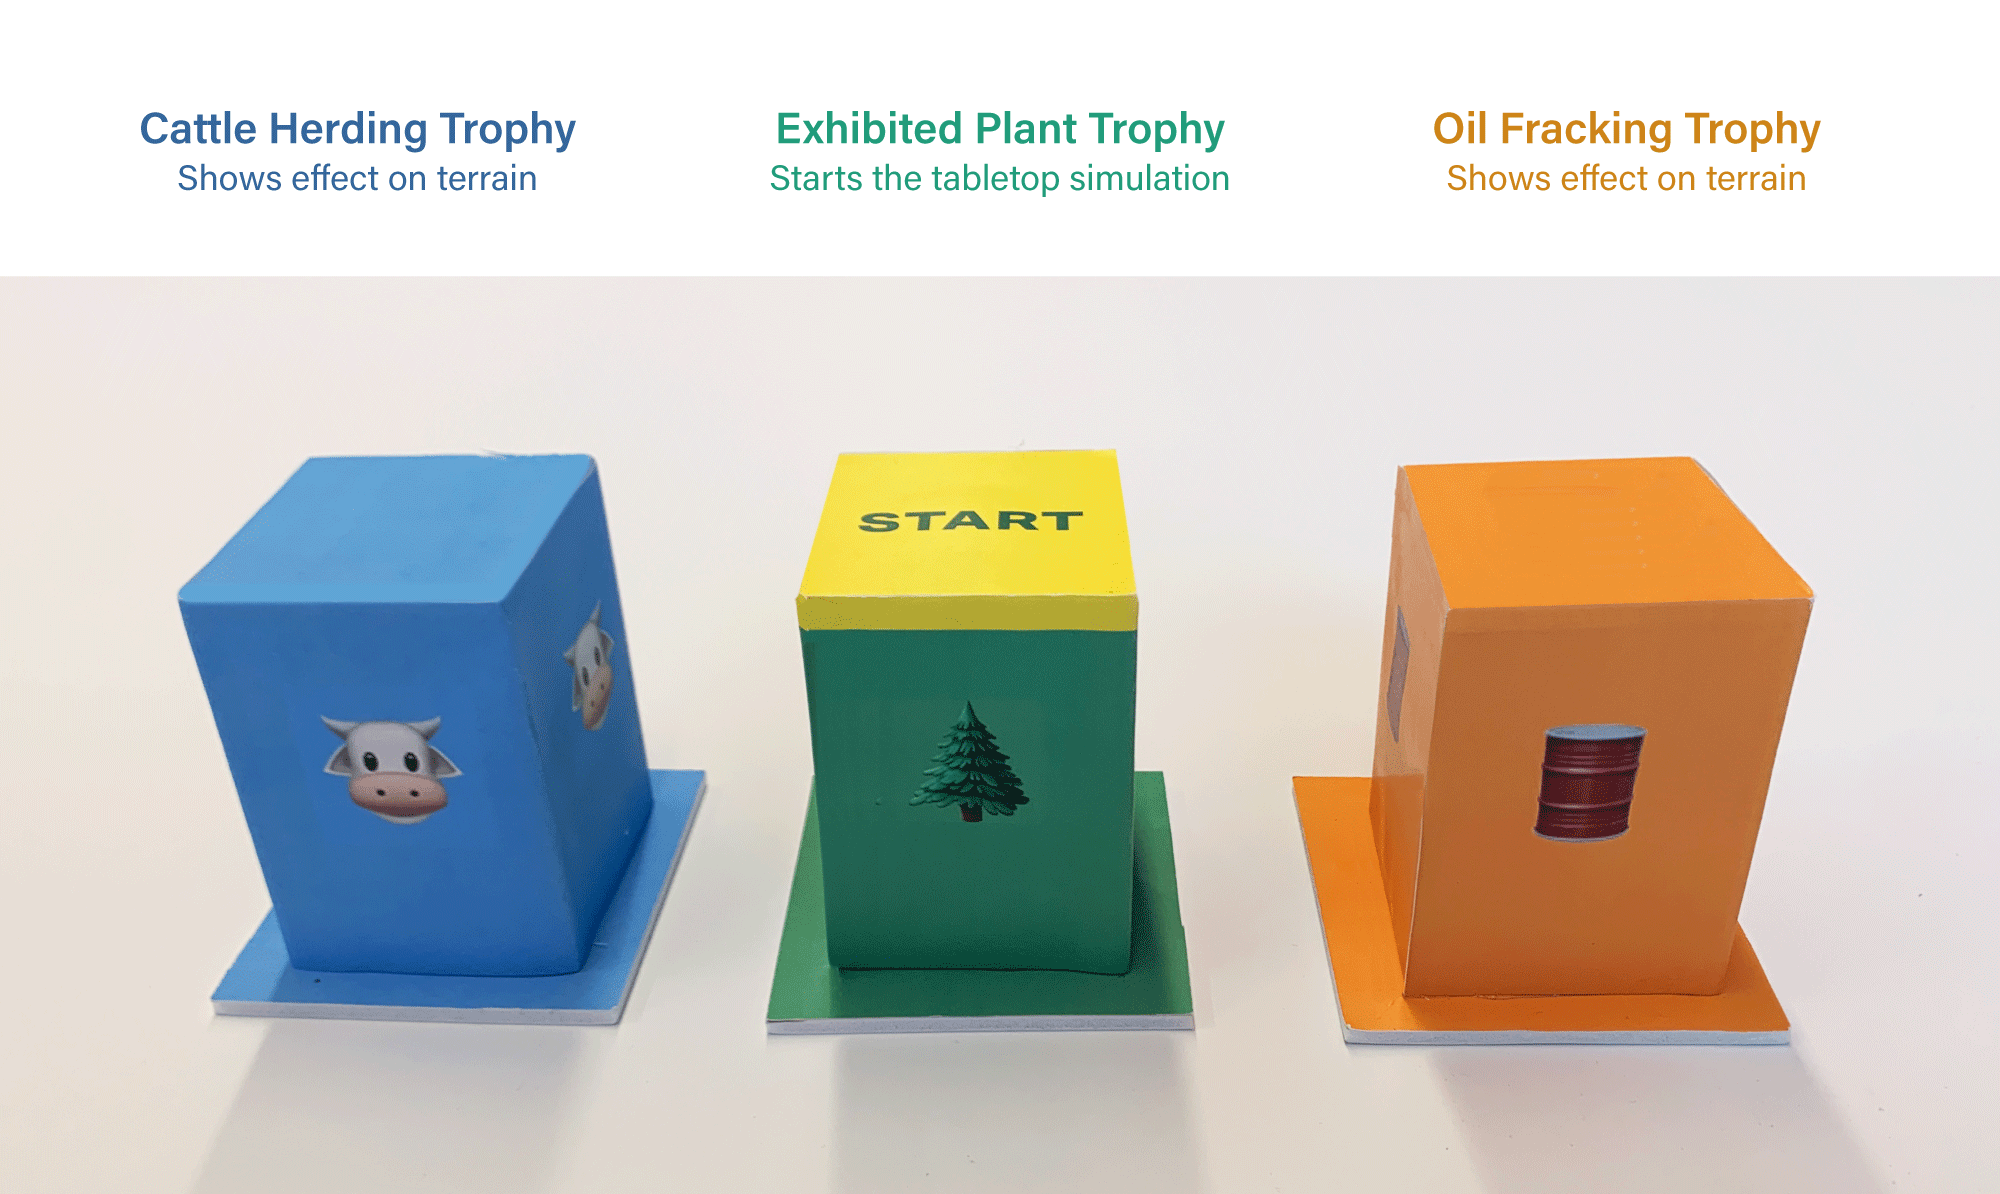 Cattle Herding Trophy
Shows effect on terrain
Exhibited Plant Trophy
Starts the tabletop simulation
Oil Fracking Trophy
Shows effect on terrain
START